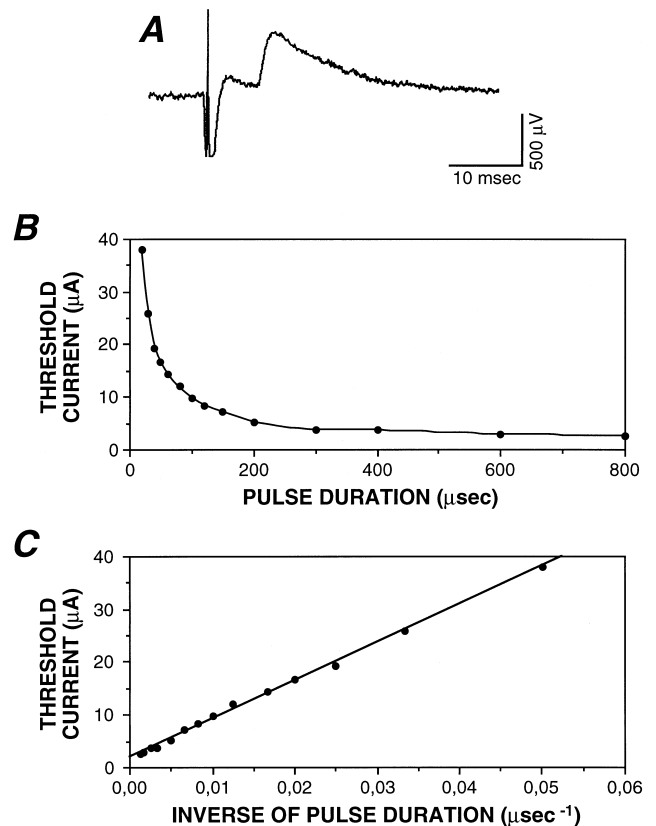 A
500 μV
10 msec
B
THRESHOLD
CURRENT (μA)
40
30
20
10
0
0 200 400 600 800
PULSE DURATION (μsec)
C
THRESHOLD
CURRENT (μA)
40
30
20
10
0
0,00 0,01 0,02 0,03 0,04 0,05 0,06
INVERSE OF PULSE DURATION (μsec -1)